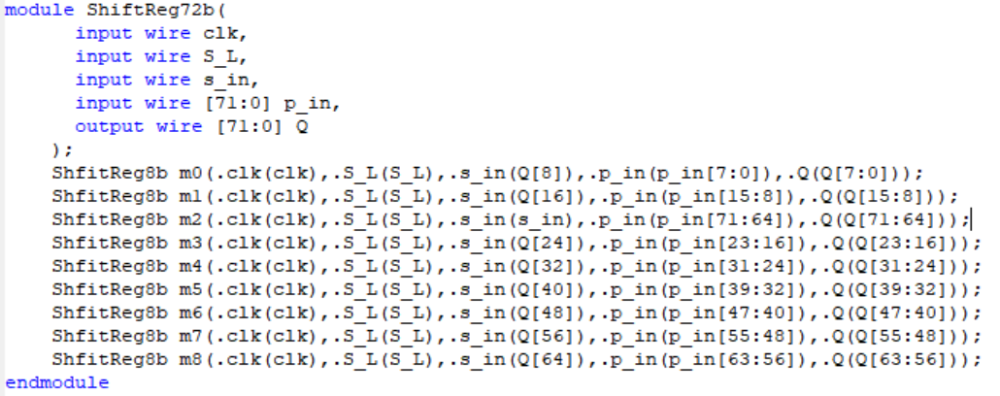 module ShiftReg72b(
input wire clk,
input wire S_L,
input wire s_in,
input wire [71:0] p_in,
output wire [71:0] Q
);
ShfitReg8b m0(.clk(clk),.S_L(S_L),.s_in(Q[8]),.p_in(p_in[7:0]),.Q(Q[7:0]));
ShfitReg8b m1(.clk(clk),.S_L(S_L),.s_in(Q[16]),.p_in(p_in[15:8]),.Q(Q[15:8]));
ShfitReg8b m2(.clk(clk),.S_L(S_L),.s_in(s_in),.p_in(p_in[71:64]),.Q(Q[71:64]));
ShfitReg8b m3(.clk(clk),.S_L(S_L),.s_in(Q[24]),.p_in(p_in[23:16]),.Q(Q[23:16]));
ShfitReg8b m4(.clk(clk),.S_L(S_L),.s_in(Q[32]),.p_in(p_in[31:24]),.Q(Q[31:24]));
ShfitReg8b m5(.clk(clk),.S_L(S_L),.s_in(Q[40]),.p_in(p_in[39:32]),.Q(Q[39:32]));
ShfitReg8b m6(.clk(clk),.S_L(S_L),.s_in(Q[48]),.p_in(p_in[47:40]),.Q(Q[47:40]));
ShfitReg8b m7(.clk(clk),.S_L(S_L),.s_in(Q[56]),.p_in(p_in[55:48]),.Q(Q[55:48]));
ShfitReg8b m8(.clk(clk),.S_L(S_L),.s_in(Q[64]),.p_in(p_in[63:56]),.Q(Q[63:56]));
endmodule